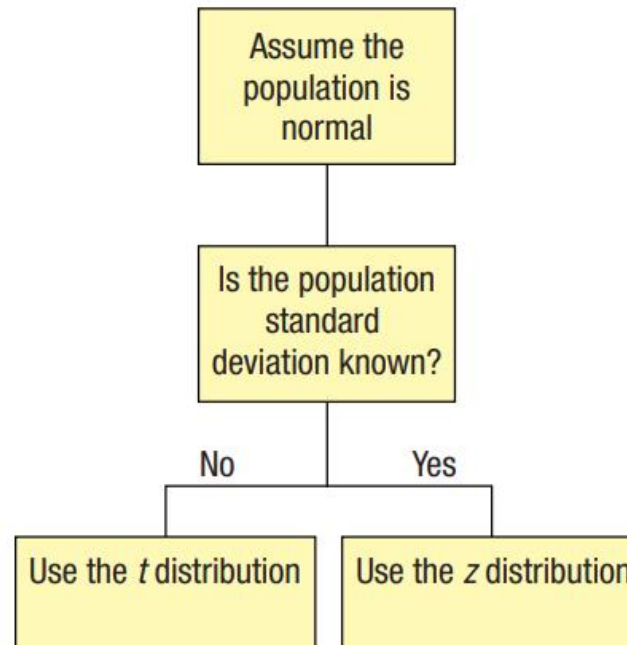 Assume the
population is
normal
Is the population
standard
deviation known?
No Yes
Use the t distribution
Use the z distribution